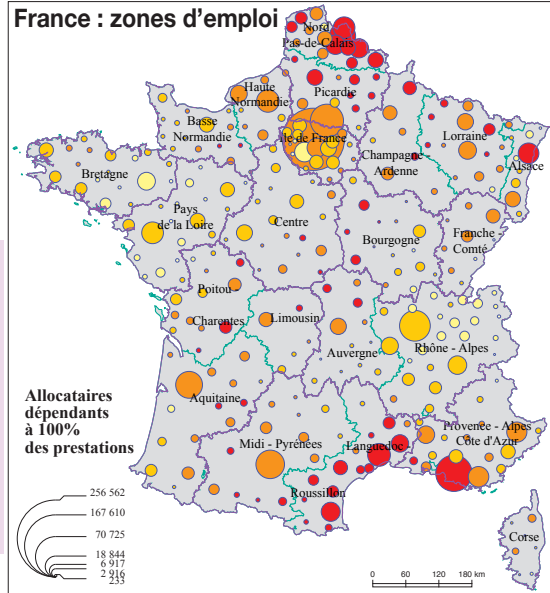 France : zones d'emploi
Nord
Pas-de-Calais
Haute
Normandie
Picardie
Basse
Normandie
Ile de France
Lorraine
Champagne
Ardenne
Alsace
Bretagne
Pays
de la Loire
Centre
Bourgogne
Franche
Comté
Poitou
Charentes
Limousin
Auvergne
Rhône - Alpes
Aquitaine
Midi - Pyrénées
Languedoc
Roussillon
Provence - Alpes
Côte d'Azur
Corse
Allocataires
dépendants
à 100%
des prestations
256 562
167 610
70 725
18 844
6 917
2 916
233
0 60 120 180 km